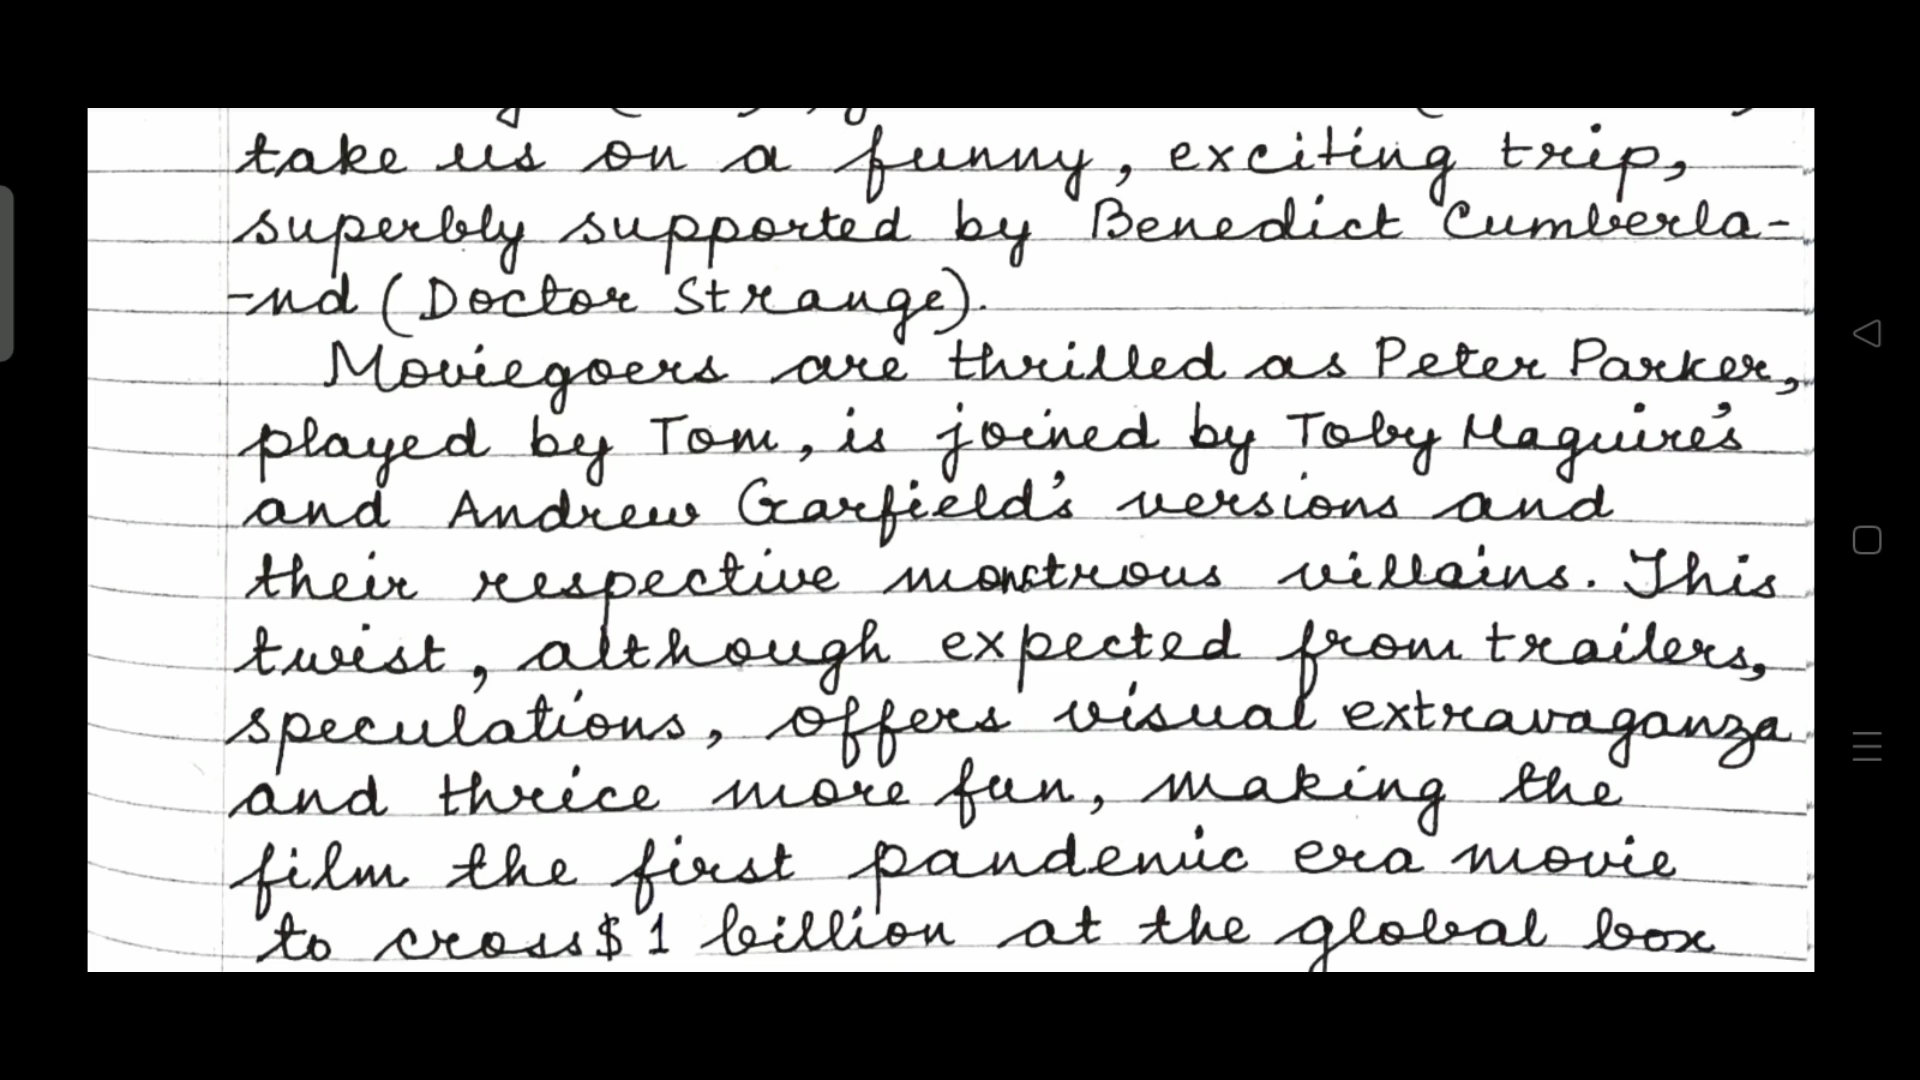 take us on a funny, exciting trip,
superbly supported by Benedict Cumberla-
-nd (Doctor Strange).
Moviegoers are thrilled as Peter Parker,
played by Tom, is joined by Toby Maguire's
and Andrew Garfield's versions and
their respective monstrous villains. This
twist, although expected from trailers,
speculations, offers visual extravaganza
and thrice more fun, making the
film the first pandemic era movie
to cross $1 billion at the global box